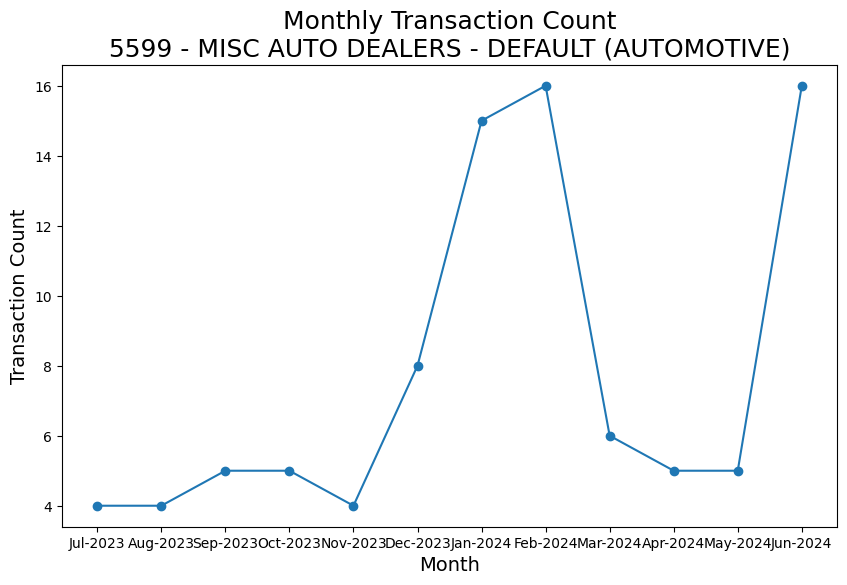 Monthly Transaction Count
5599 - MISC AUTO DEALERS - DEFAULT (AUTOMOTIVE)
Transaction Count
16
14
12
10
8
6
4
Jul-2023 Aug-2023 Sep-2023 Oct-2023 Nov-2023 Dec-2023 Jan-2024 Feb-2024 Mar-2024 Apr-2024 May-2024 Jun-2024
Month